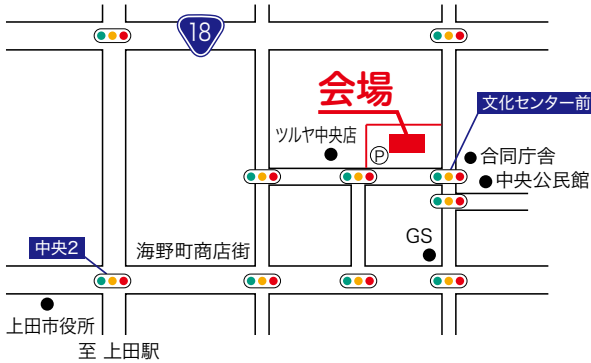 18
会場
文化センター前
ツルヤ中央店
P
合同庁舎
中央公民館
GS
中央2
海野町商店街
上田市役所
至 上田駅